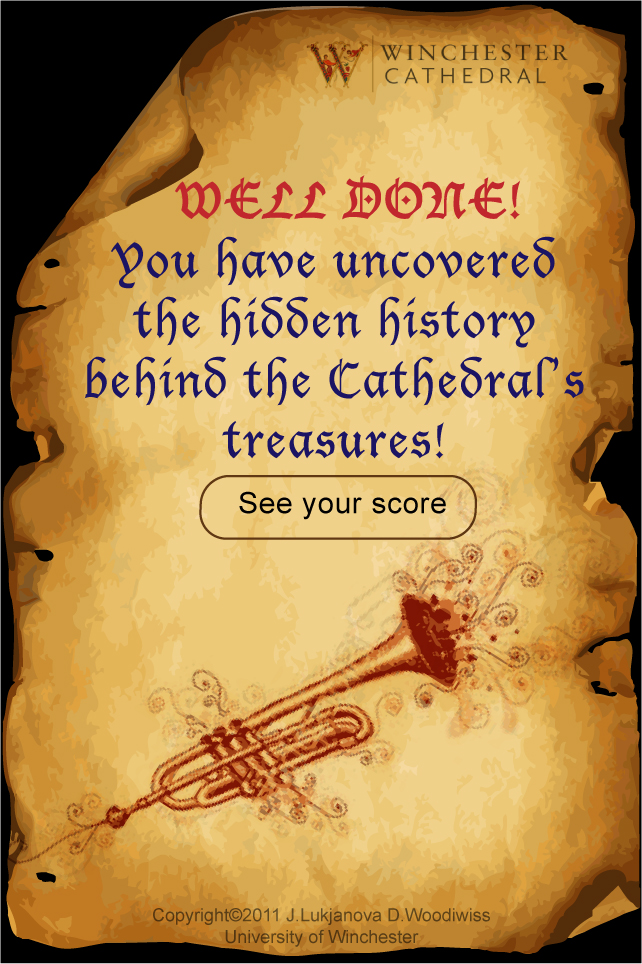 WINCHESTER
CATHEDRAL
WELL DONE!
You have uncovered
the hidden history
behind the Cathedral's
treasures!
See your score
Copyright©2011 J.Lukjanova D.Woodiwiss
University of Winchester